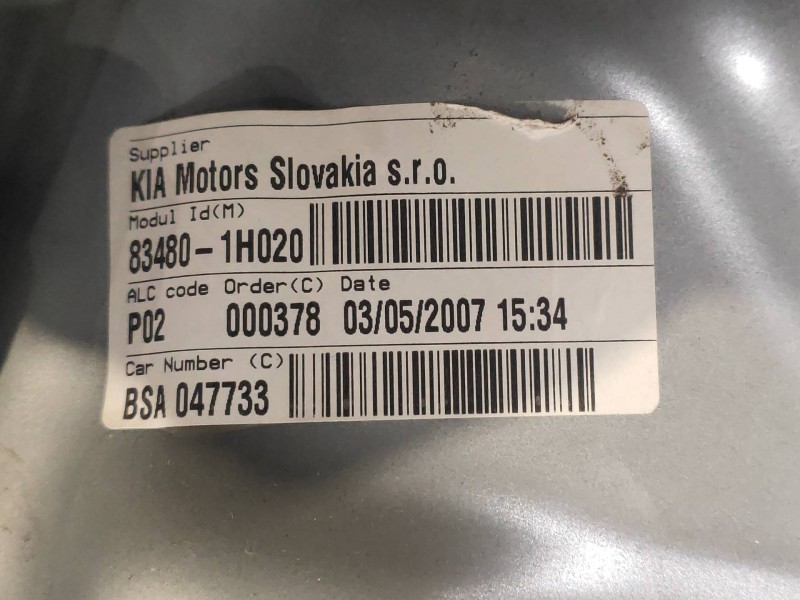 Supplier
KIA Motors Slovakia s.r.o.
Modul Id(M)
83480-1H020
ALC code Order(C) Date
P02 000378 03/05/2007 15:34
Car Number (C)
BSA 047733